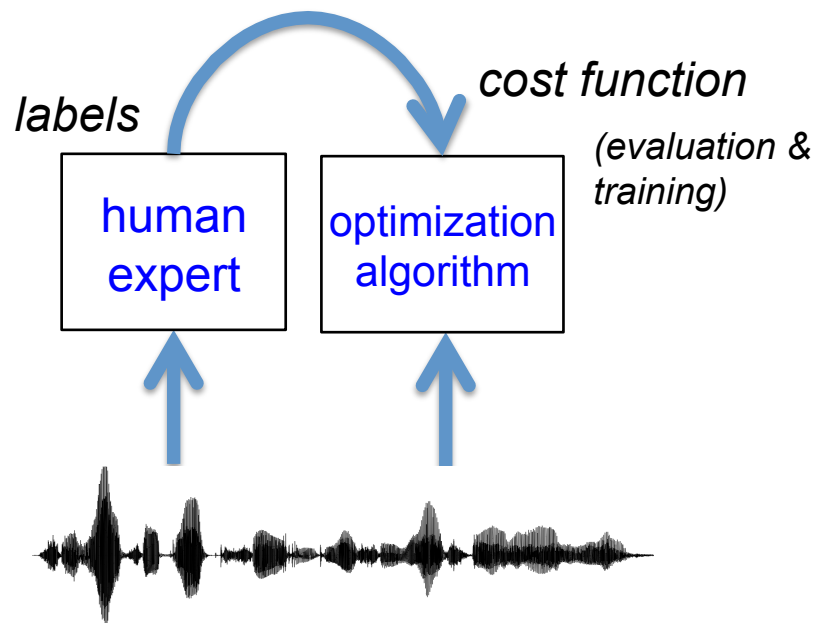 labels
cost function
(evaluation &
training)
human
expert
optimization
algorithm